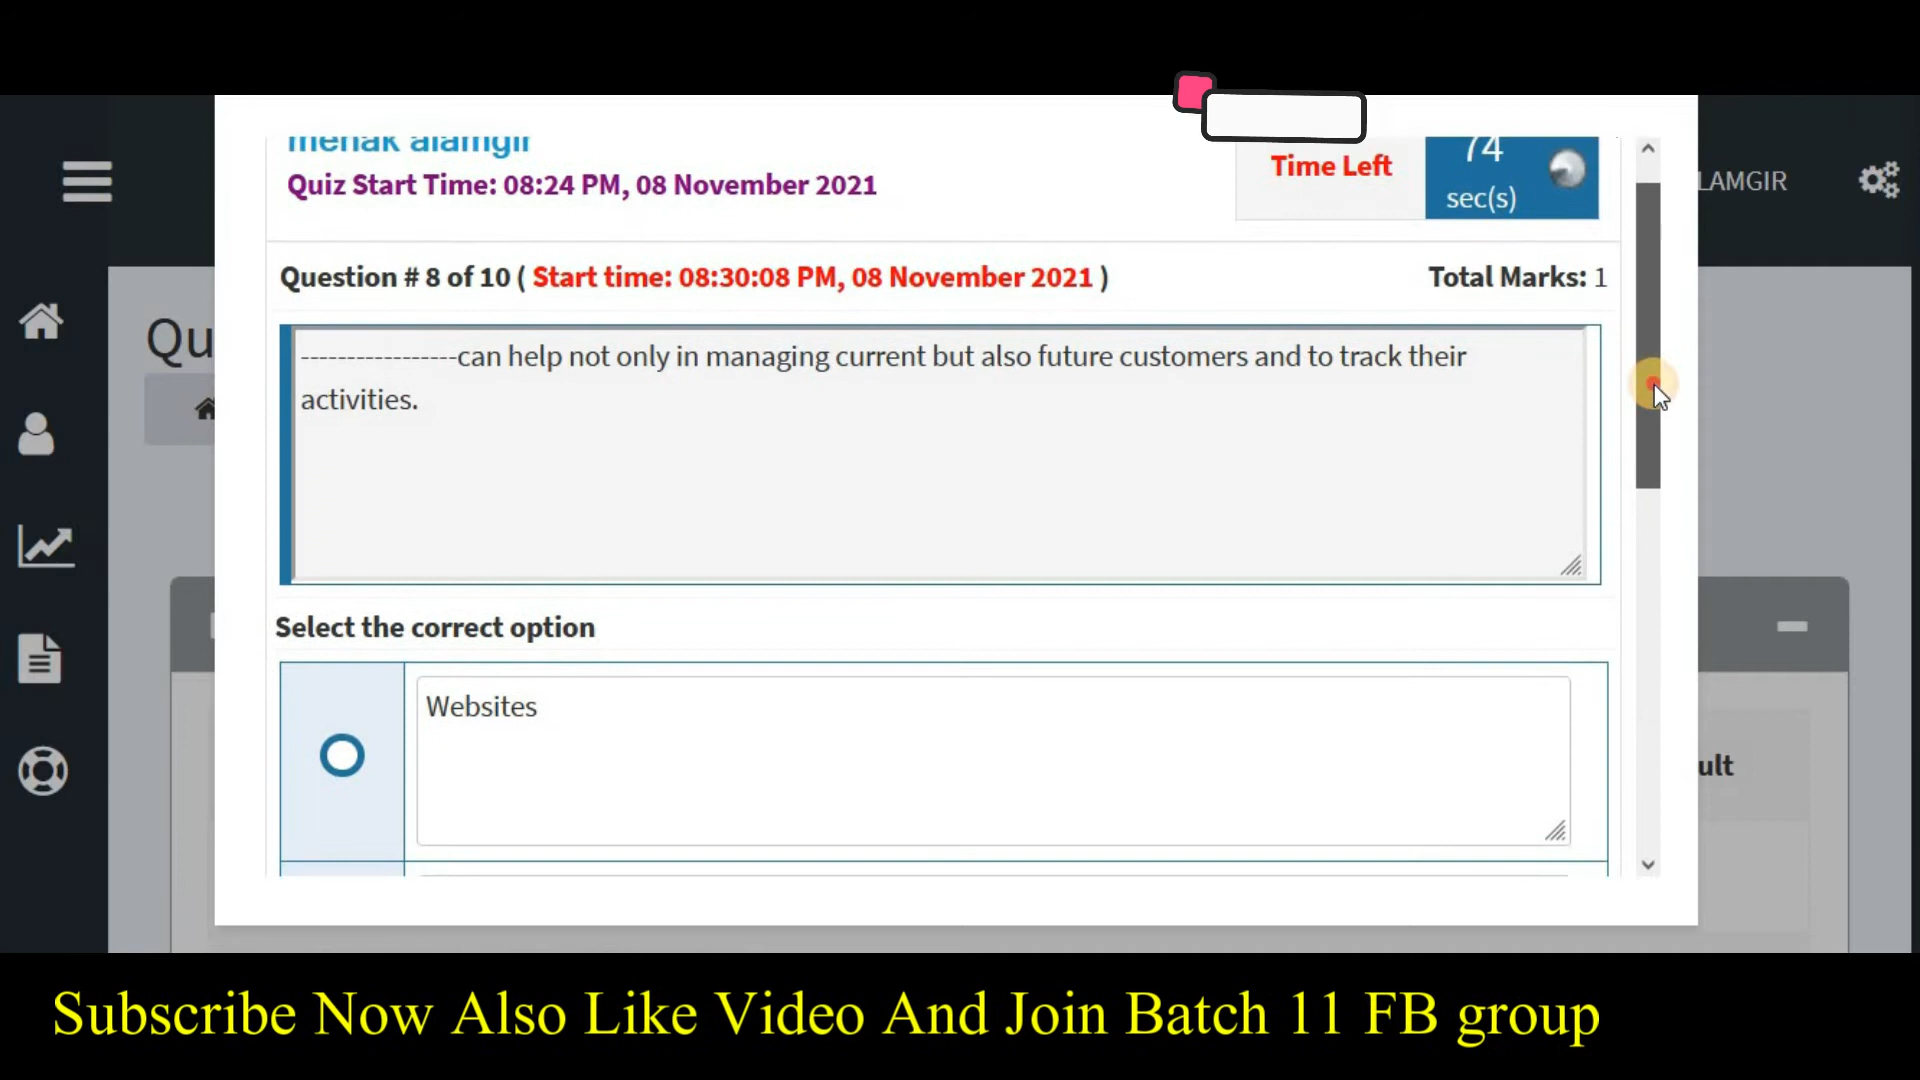 menak alamgir
Quiz Start Time: 08:24 PM, 08 November 2021
Time Left
74
sec(s)
LAMGIR
Question # 8 of 10 ( Start time: 08:30:08 PM, 08 November 2021 )
Total Marks: 1
Qu
-----------------can help not only in managing current but also future customers and to track their
activities.
Select the correct option
Websites
ult
Subscribe Now Also Like Video And Join Batch 11 FB group